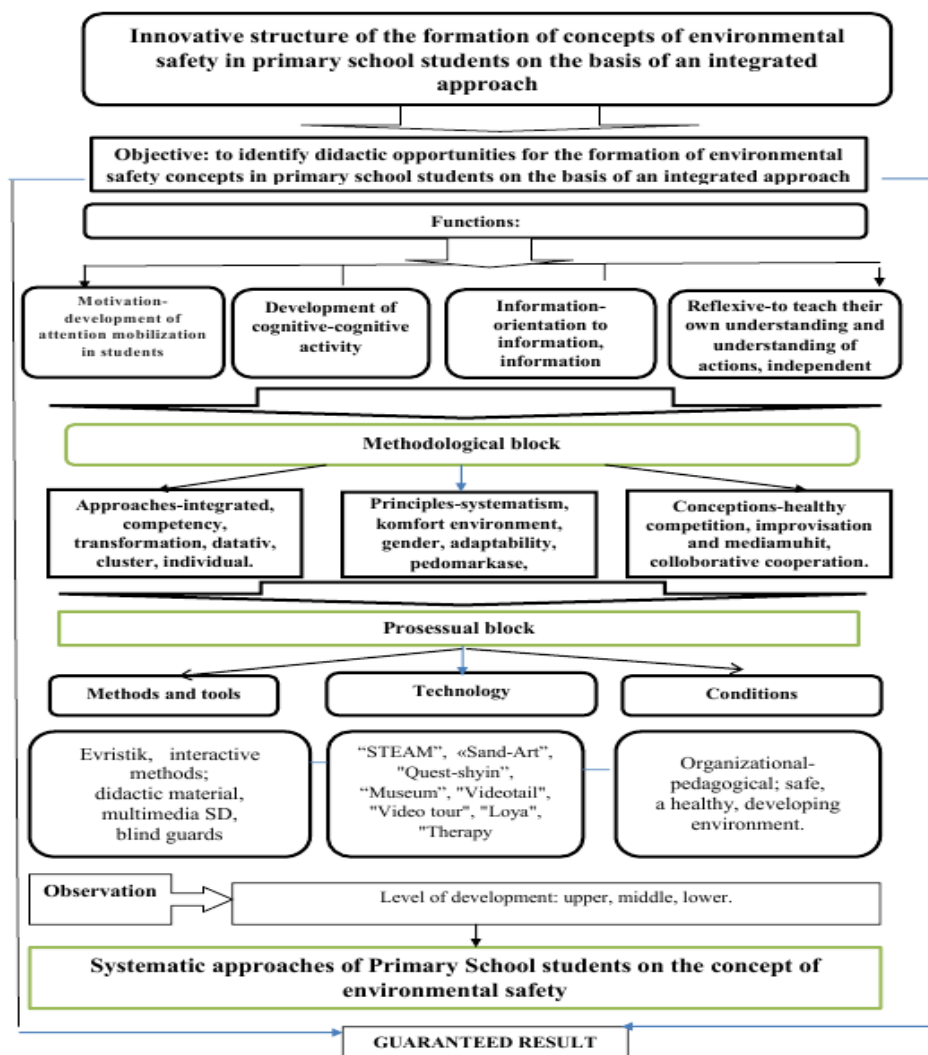 Innovative structure of the formation of concepts of environmental
safety in primary school students on the basis of an integrated
approach
Objective: to identify didactic opportunities for the formation of environmental
safety concepts in primary school students on the basis of an integrated approach
Functions:
Motivation-
development of
attention mobilization
in students
Development of
cognitive-cognitive
activity
Information-
orientation to
information,
information
Reflexive-to teach their
own understanding and
understanding of
actions, independent
Methodological block
Approaches-integrated,
competency,
transformation, datativ,
cluster, individual.
Principles-systematism,
komfort environment,
gender, adaptability,
pedomarkase,
Conceptions-healthy
competition, improvisation
and mediamuhit,
colloborative cooperation.
Prosessual block
Methods and tools
Technology
Conditions
Evristik, interactive
methods;
didactic material,
multimedia SD,
blind guards
“STEAM”, «Sand-Art”,
"Quest-shyin”,
“Museum”, "Videotail",
"Video tour", "Loya",
"Therapy
Organizational-
pedagogical; safe,
a healthy, developing
environment.
Observation
Level of development: upper, middle, lower.
Systematic approaches of Primary School students on the concept of
environmental safety
GUARANTEED RESULT